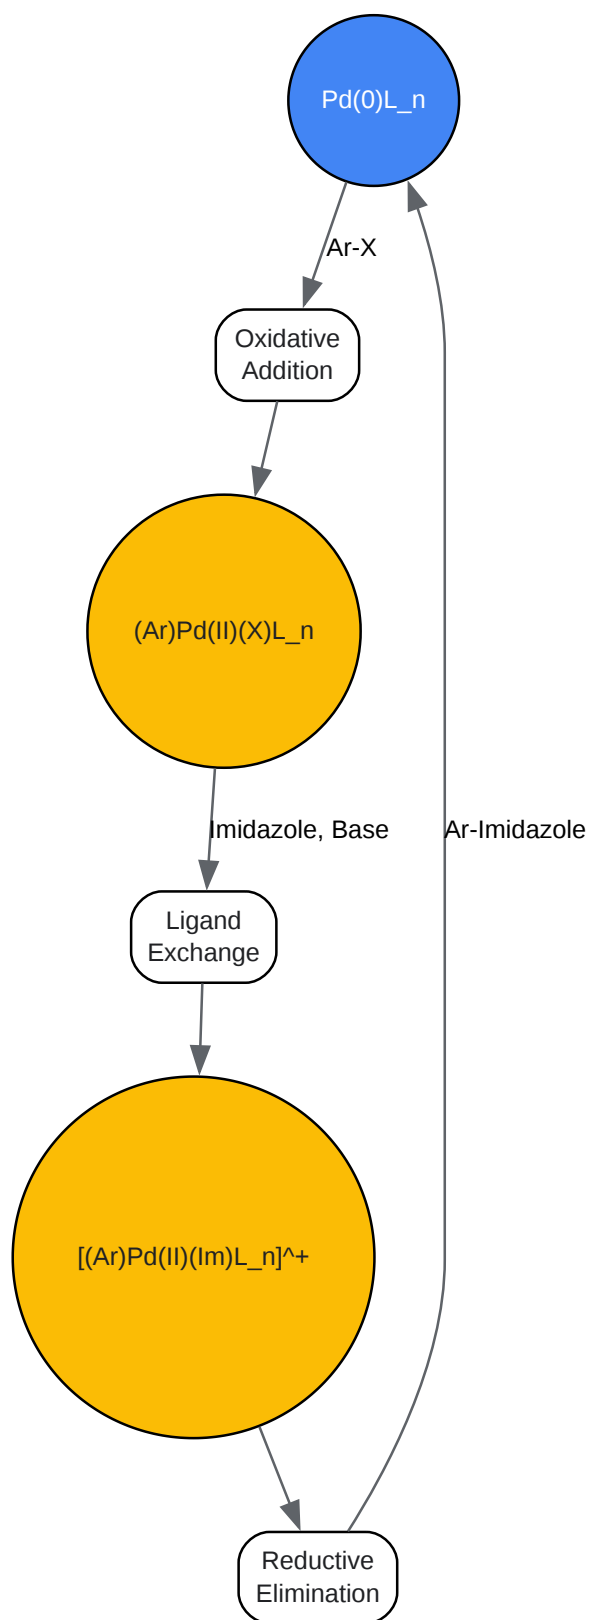 Pd(0)L_n
Ar-X
Oxidative
Addition
(Ar)Pd(II)(X)L_n
Imidazole, Base
Ar-Imidazole
Ligand
Exchange
[(Ar)Pd(II)(Im)L_n]^+
Reductive
Elimination